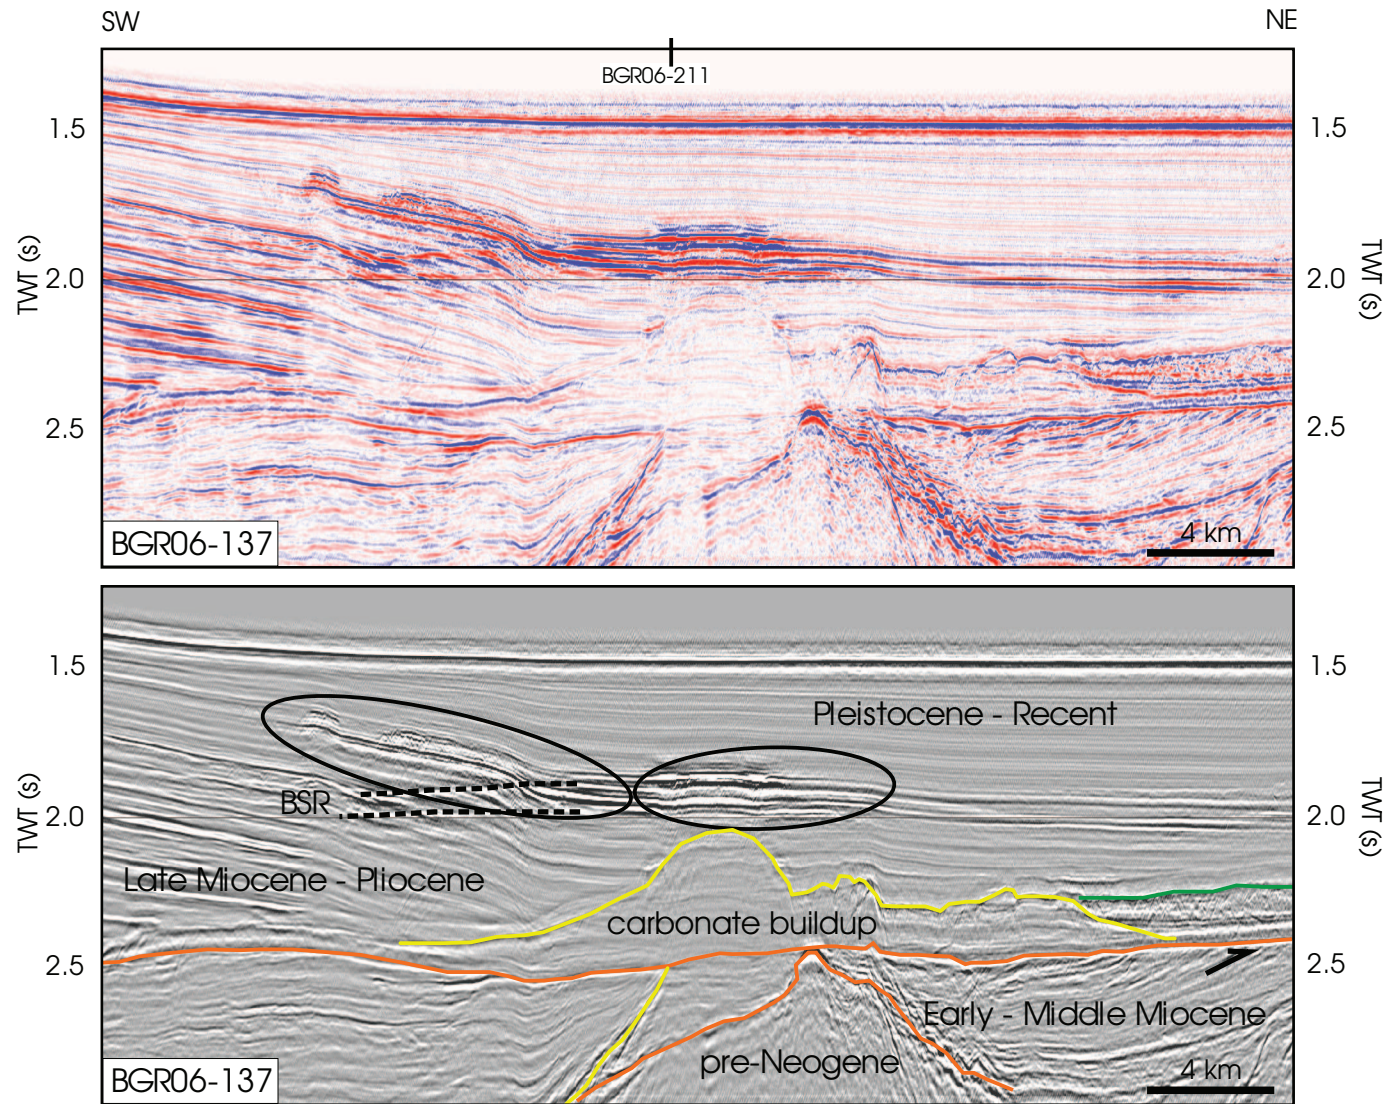 SW NE
BGR06-211
1.5 1.5
TWT (s) TWT (s)
2.0 2.0
2.5 2.5
4 km
BGR06-137
1.5 1.5
Pleistocene - Recent
TWT (s) TWT (s)
BSR
2.0 2.0
Late Miocene - Pliocene
carbonate buildup
2.5 2.5
Early - Middle Miocene
pre-Neogene
4 km
BGR06-137